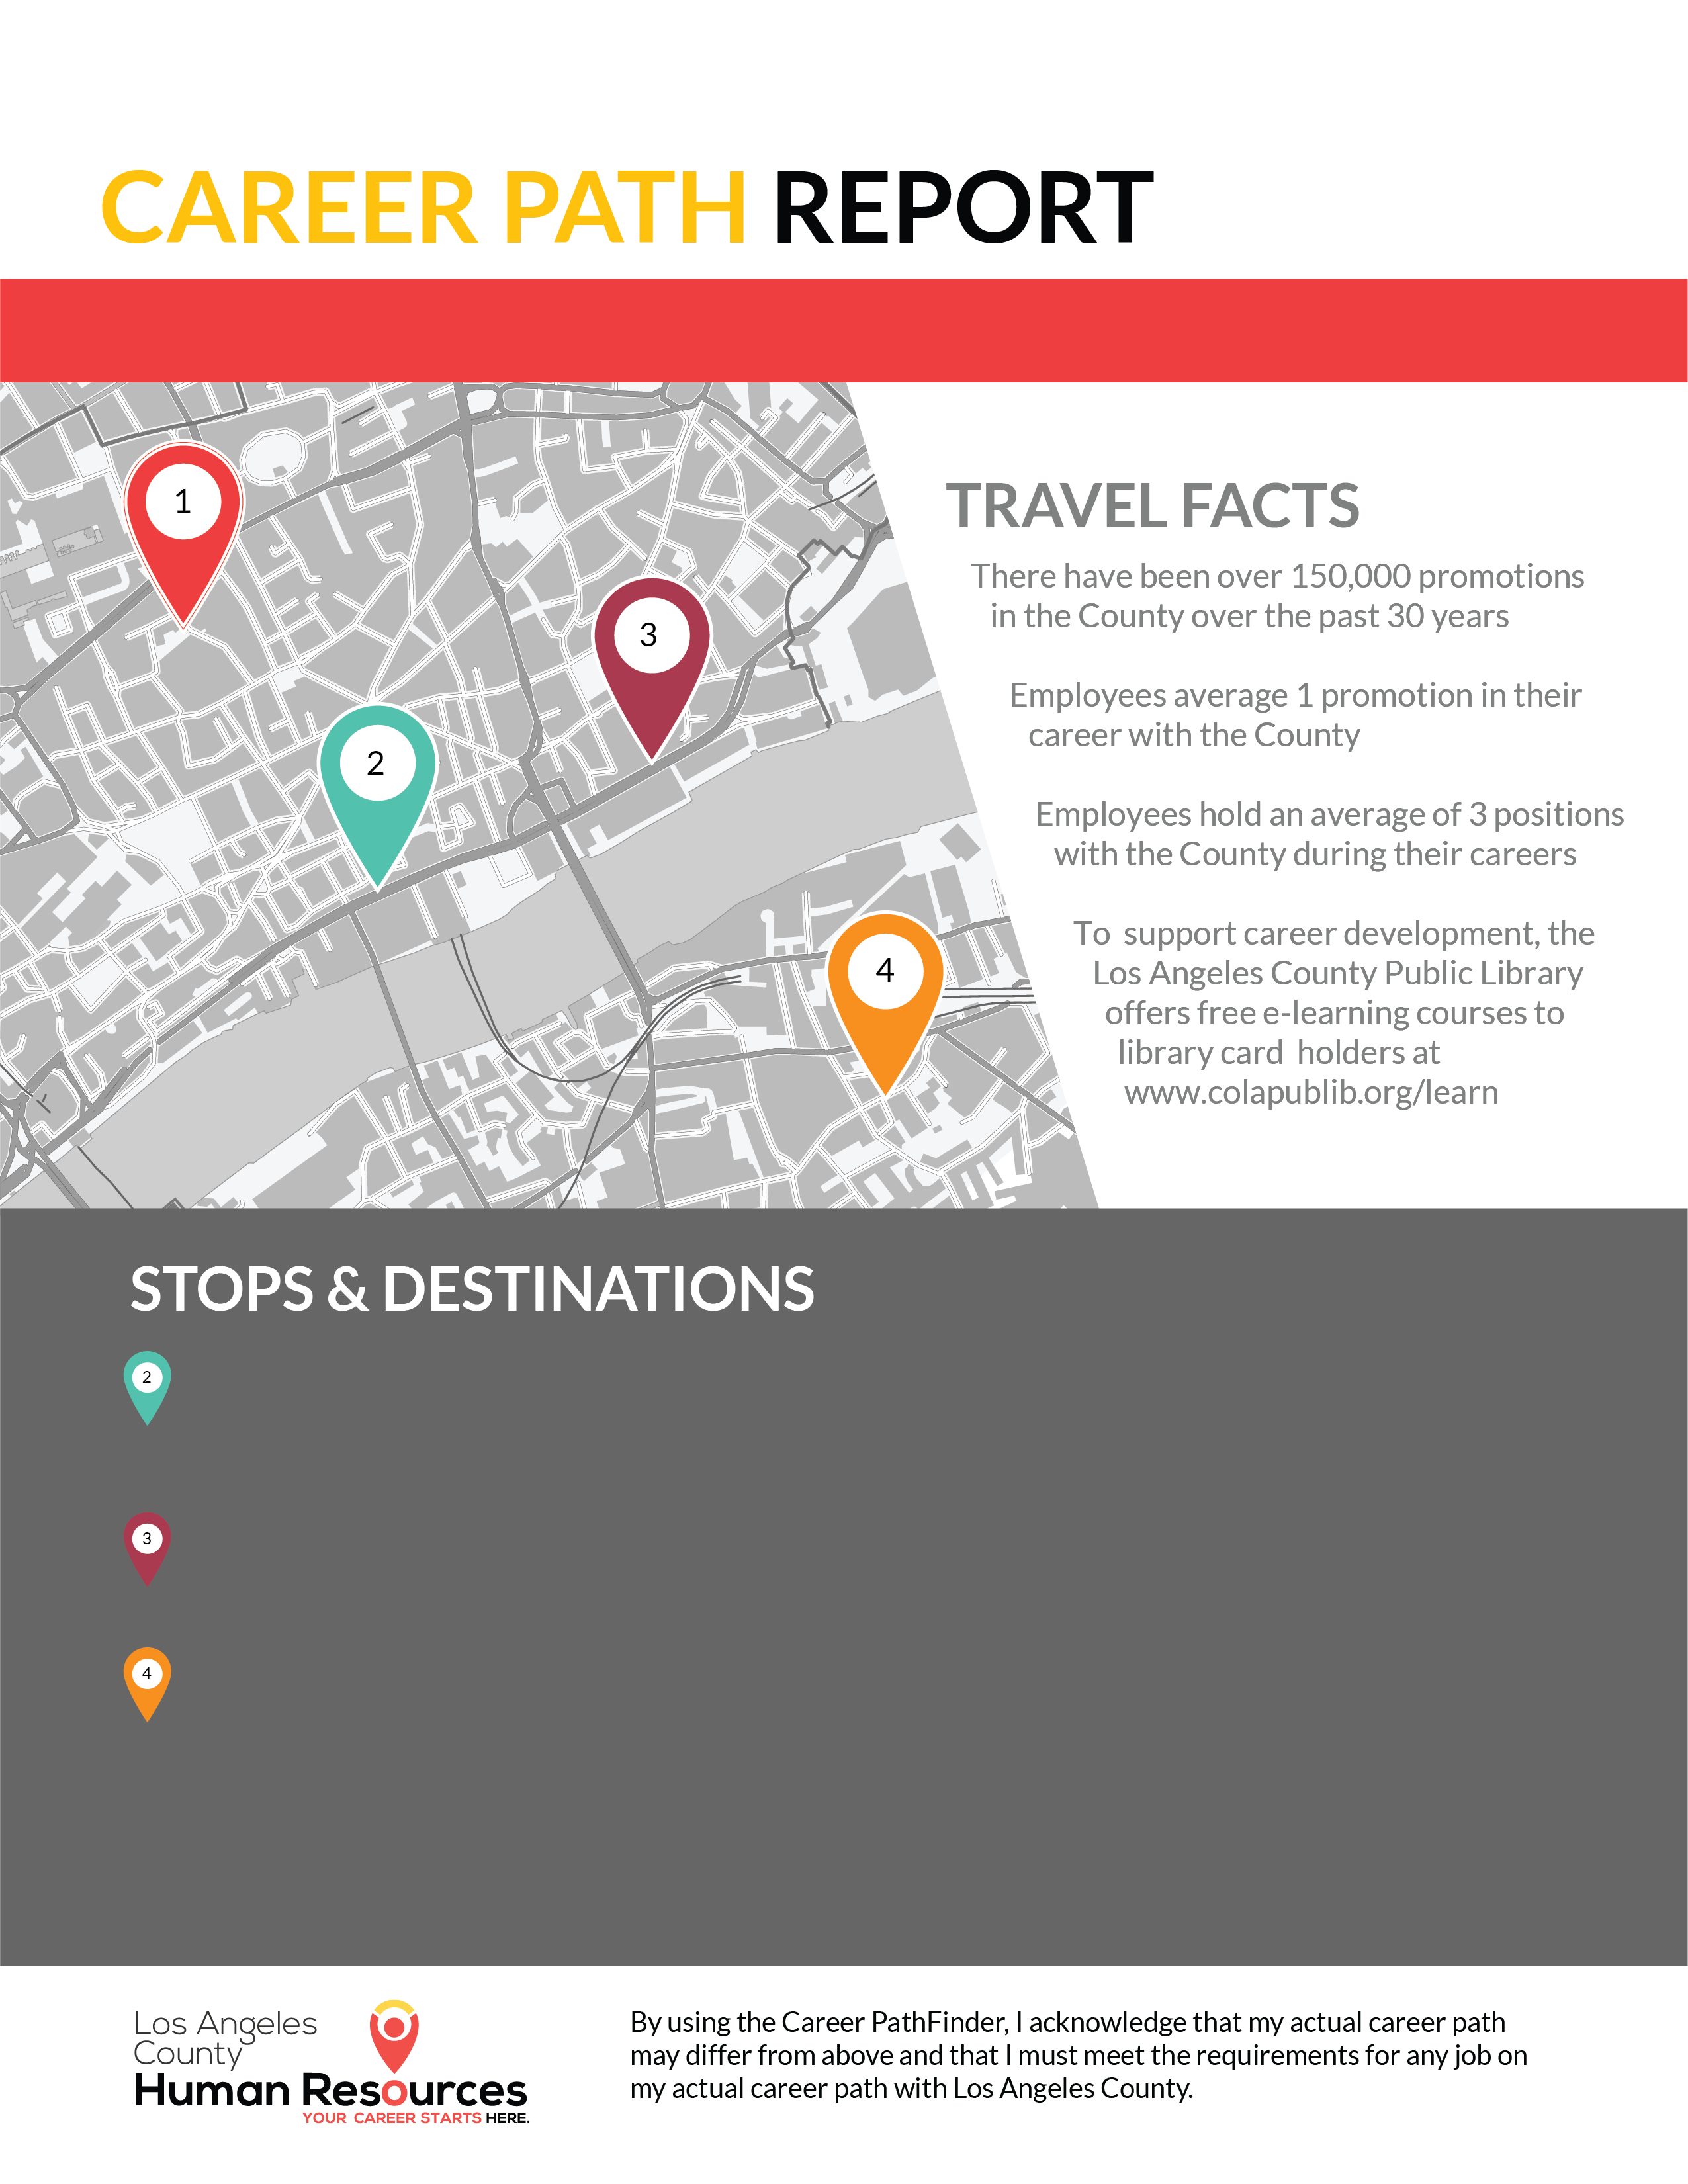 CAREER PATH REPORT
1
2
3
4
TRAVEL FACTS
There have been over 150,000 promotions
in the County over the past 30 years
Employees average 1 promotion in their
career with the County
Employees hold an average of 3 positions
with the County during their careers
To support career development, the
Los Angeles County Public Library
offers free e-learning courses to
library card holders at
www.colapublib.org/learn
STOPS & DESTINATIONS
2
3
4
Los Angeles
County
Human Resources
YOUR CAREER STARTS HERE.
By using the Career PathFinder, I acknowledge that my actual career path
may differ from above and that I must meet the requirements for any job on
my actual career path with Los Angeles County.